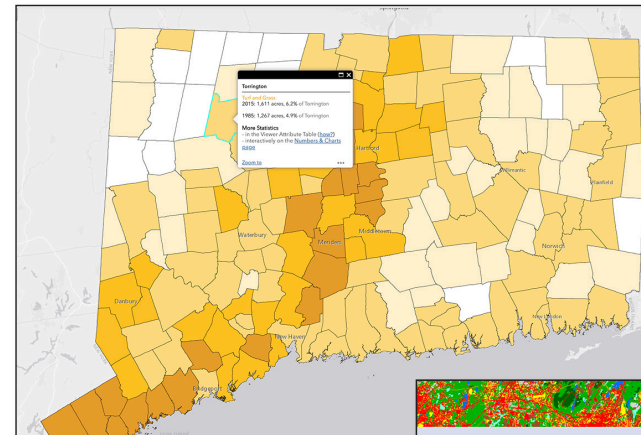 Torrington
Turf and Grass
2015: 1,611 acres, 6.2% of Torrington
1985: 1,267 acres, 4.9% of Torrington
More Statistics
- in the Viewer Attribute Table (how?)
- interactively on the Numbers & Charts
page
Zoom to
Hartford
Willimantic
Plainfield
Waterbury
Meriden
Middletown
Norwich
Danbury
New Haven
New London
Bridgeport